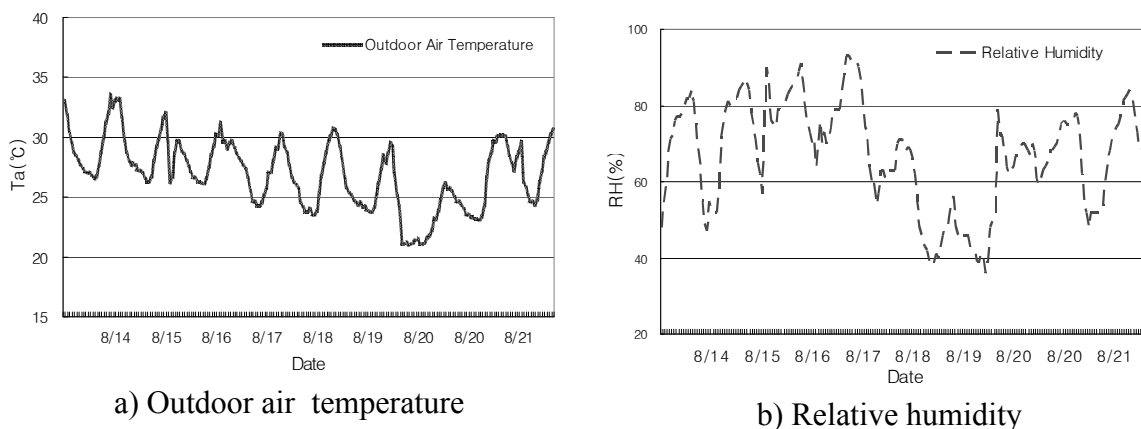 40
35
30
25
20
15
Ta(℃)
Outdoor Air Temperature
8/14 8/15 8/16 8/17 8/18 8/19 8/20 8/20 8/21
Date
a) Outdoor air temperature
100
80
60
40
20
RH(%)
Relative Humidity
8/14 8/15 8/16 8/17 8/18 8/19 8/20 8/20 8/21
Date
b) Relative humidity